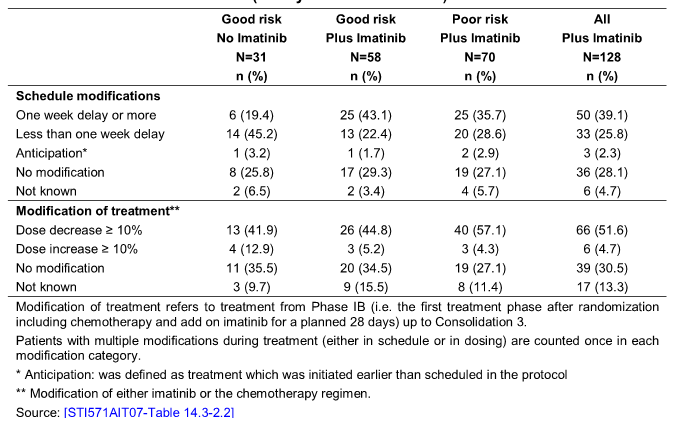 Good risk Good risk Poor risk All
No Imatinib Plus Imatinib Plus Imatinib Plus Imatinib
N=31 N=58 N=70 N=128
n (%) n (%) n (%) n (%)
Schedule modifications
One week delay or more 6 (19.4) 25 (43.1) 25 (35.7) 50 (39.1)
Less than one week delay 14 (45.2) 13 (22.4) 20 (28.6) 33 (25.8)
Anticipation* 1 (3.2) 1 (1.7) 2 (2.9) 3 (2.3)
No modification 8 (25.8) 17 (29.3) 19 (27.1) 36 (28.1)
Not known 2 (6.5) 2 (3.4) 4 (5.7) 6 (4.7)
Modification of treatment**
Dose decrease ≥ 10% 13 (41.9) 26 (44.8) 40 (57.1) 66 (51.6)
Dose increase ≥ 10% 4 (12.9) 3 (5.2) 3 (4.3) 6 (4.7)
No modification 11 (35.5) 20 (34.5) 19 (27.1) 39 (30.5)
Not known 3 (9.7) 9 (15.5) 8 (11.4) 17 (13.3)
Modification of treatment refers to treatment from Phase IB (i.e. the first treatment phase after randomization
including chemotherapy and add on imatinib for a planned 28 days) up to Consolidation 3.
Patients with multiple modifications during treatment (either in schedule or in dosing) are counted once in each
modification category.
* Anticipation: was defined as treatment which was initiated earlier than scheduled in the protocol
** Modification of either imatinib or the chemotherapy regimen.
Source: [STI571AIT07-Table 14.3-2.2]